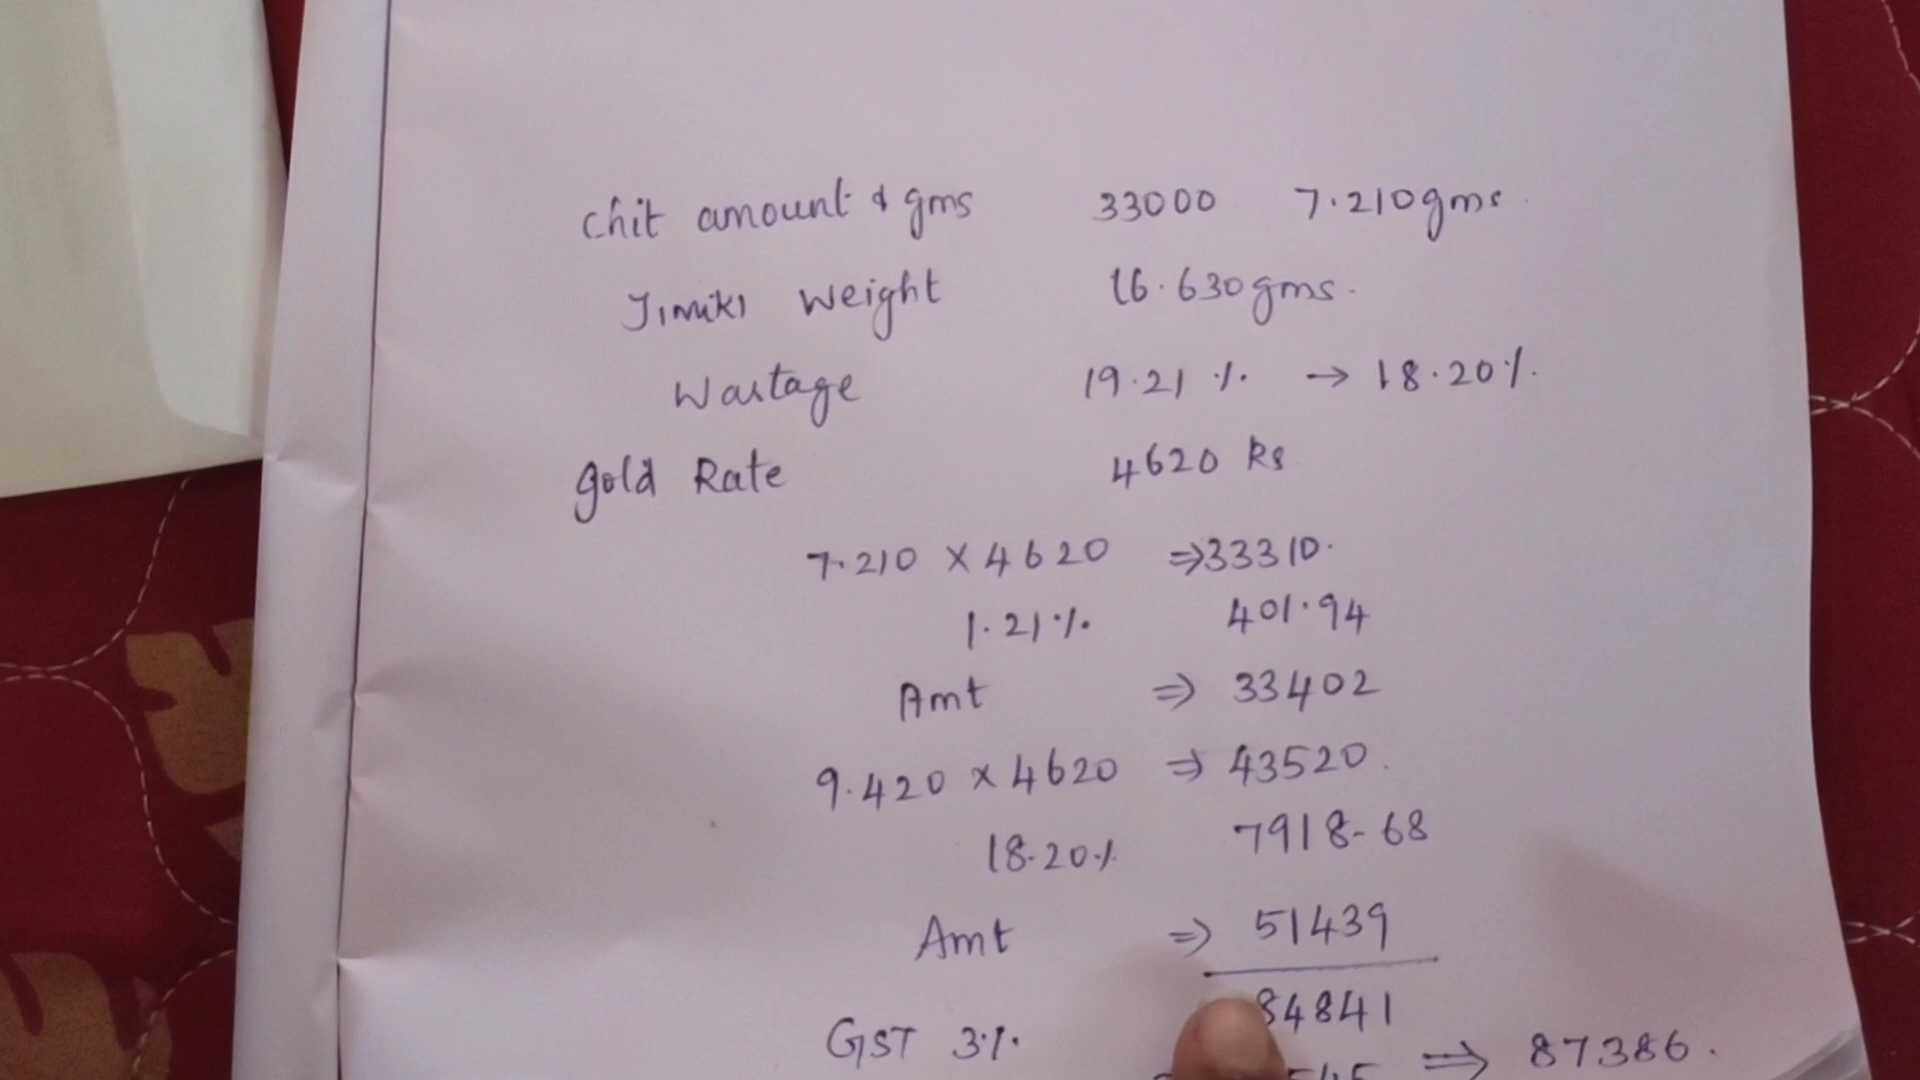 Chit amount & gms 33000 7.210gms.
Jimiki weight 16.630gms.
Wastage 19.21 % → 18.20%.
gold Rate 4620 Rs
7.210 x 4620 ⇒ 33310.
1.21% 401.94
Amt ⇒ 33402
9.420 x 4620 ⇒ 43520.
18.20% 7918-68
Amt ⇒ 51439
84841
GST 3%. 545 ⇒ 87386.